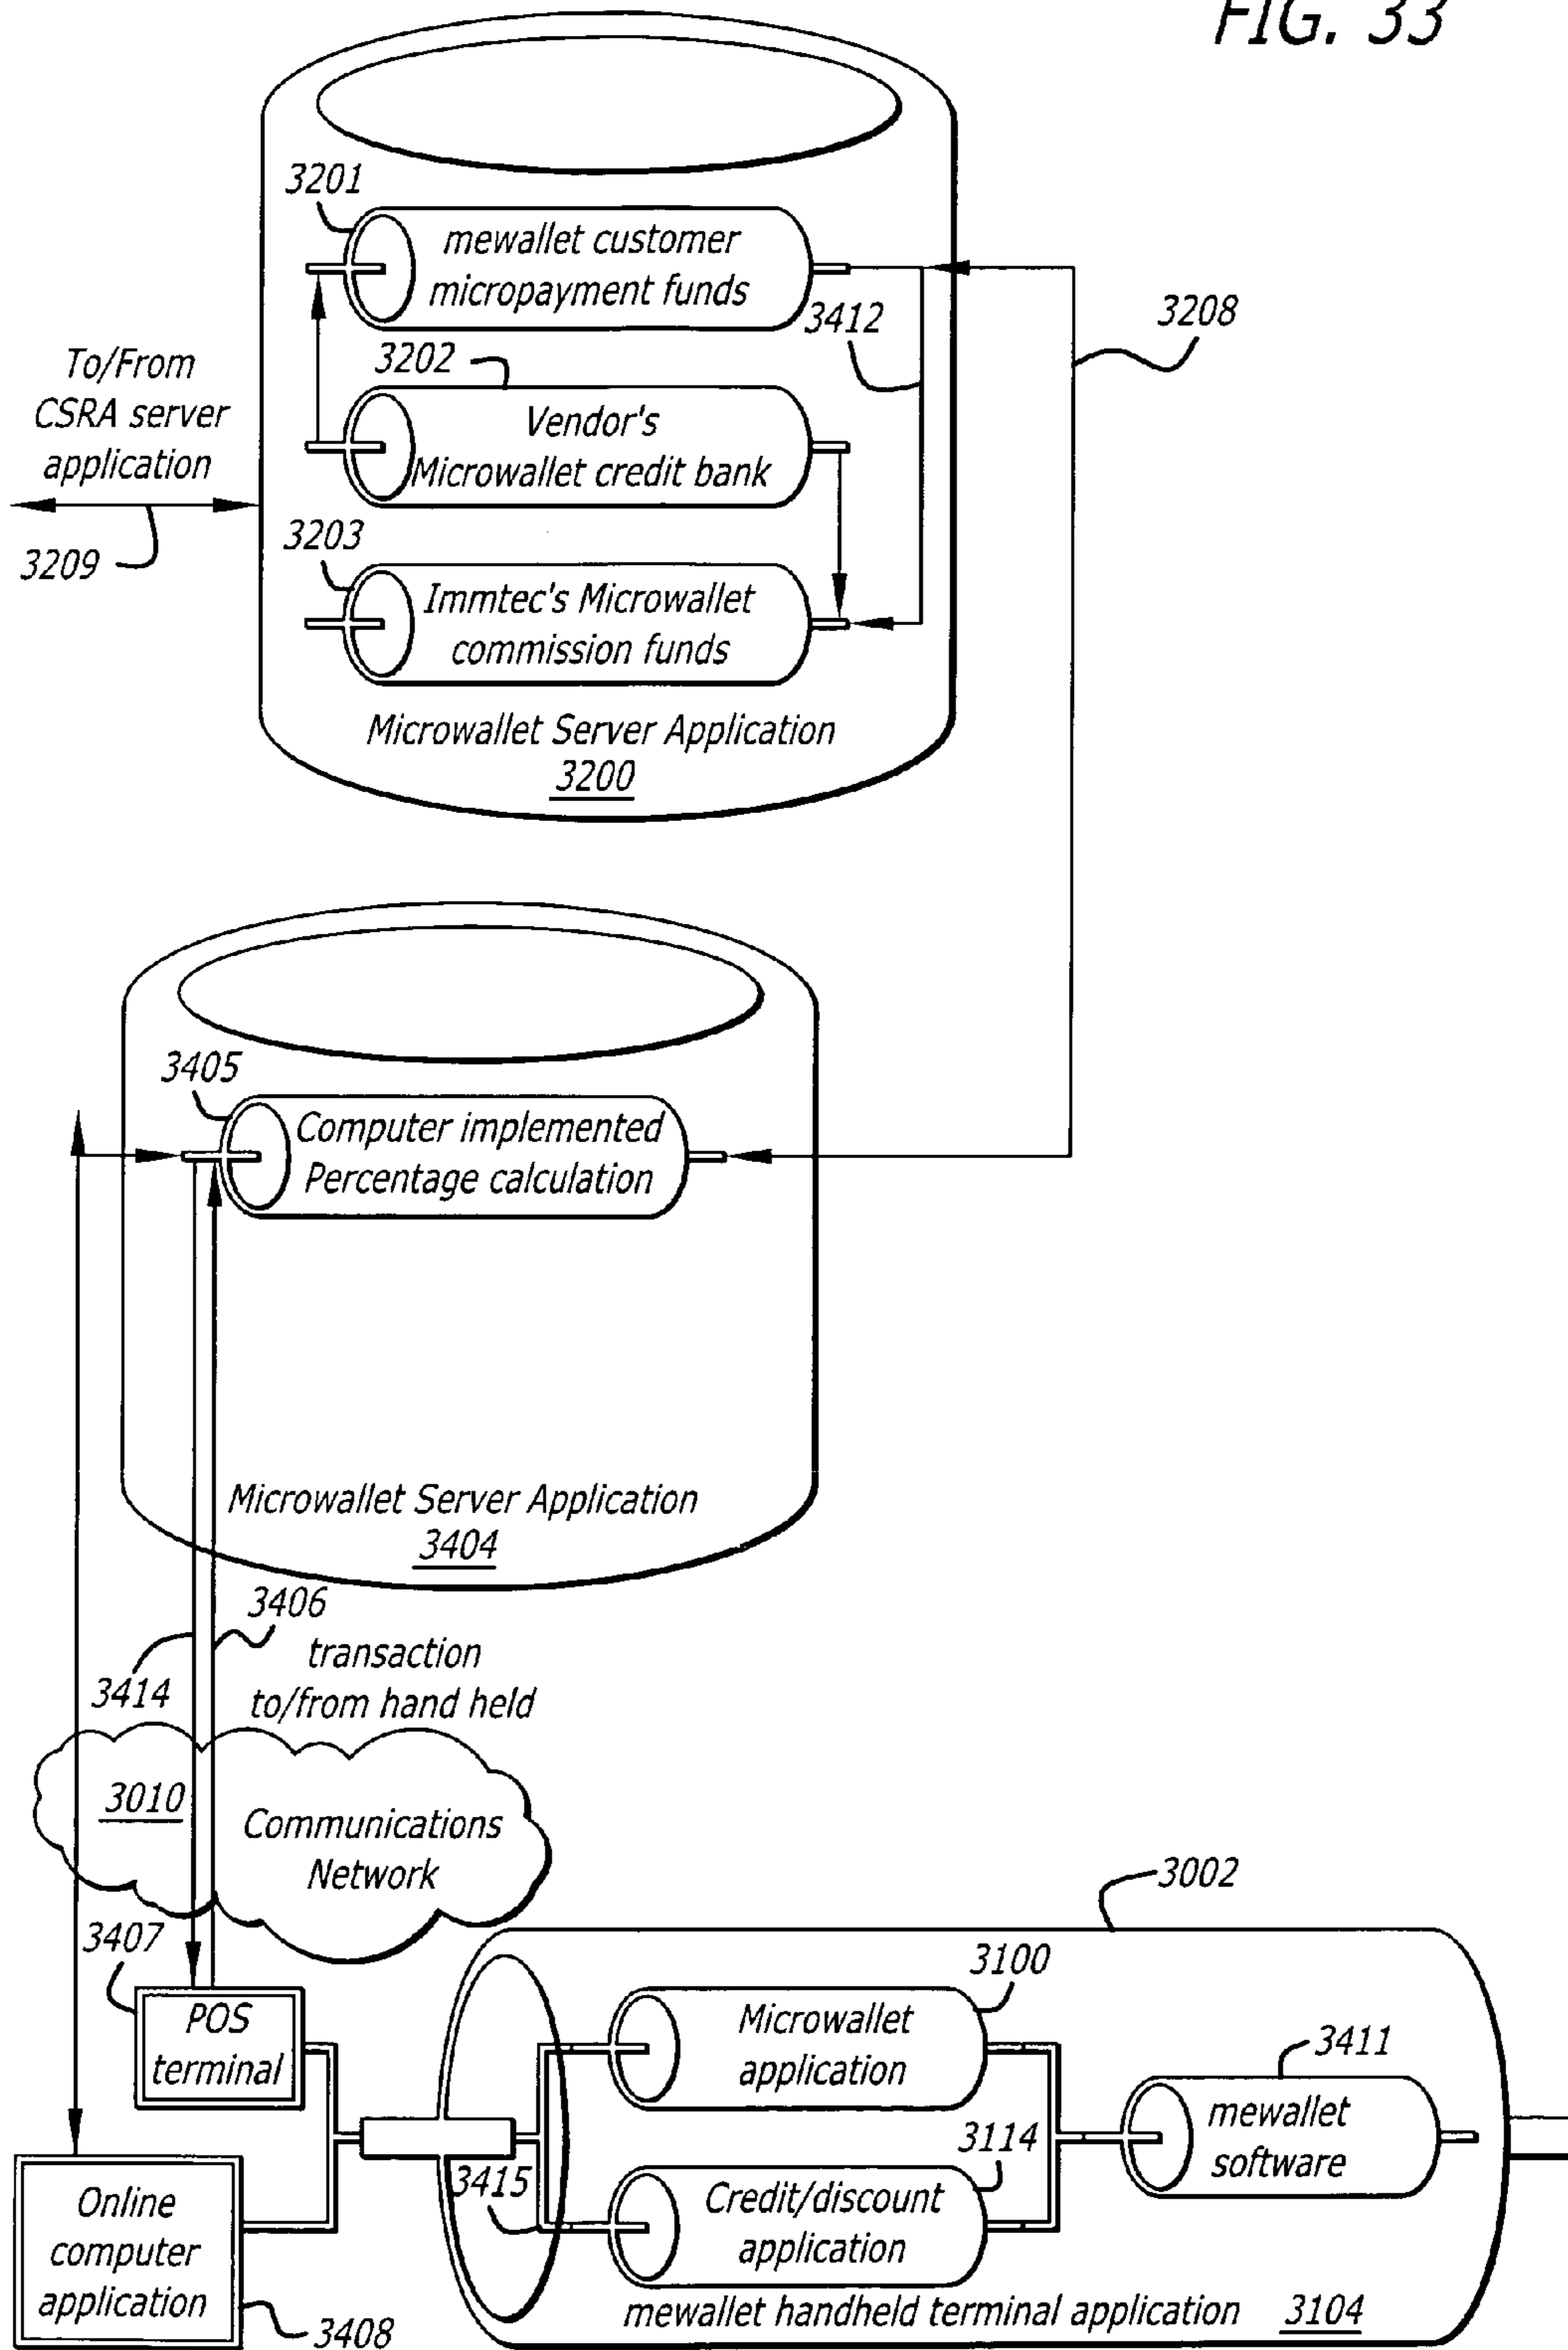 FIG. 33
3201
mewallet customer
micropayment funds
3412
3208
To/From
CSRA server
application
3202
Vendor's
Microwallet credit bank
3209
3203
Immtec's Microwallet
commission funds
Microwallet Server Application
3200
3405
Computer implemented
Percentage calculation
Microwallet Server Application
3404
3406
transaction
to/from hand held
3414
3010
Communications
Network
3002
3407
POS
terminal
3100
Microwallet
application
3411
mewallet
software
3114
3415
Credit/discount
application
Online
computer
application
3408
mewallet handheld terminal application 3104